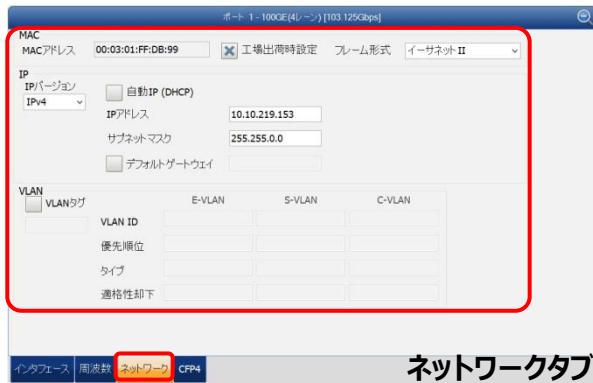 ポート 1 - 100GE(4レーン) [103.125Gbps]
MAC
MACアドレス 00:03:01:FF:DB:99 工場出荷時設定 フレーム形式 イーサネット II
IP
IPバージョン
自動IP (DHCP)
IPv4
IPアドレス 10.10.219.153
サブネットマスク 255.255.0.0
デフォルトゲートウェイ
VLAN
VLANタグ E-VLAN S-VLAN C-VLAN
VLAN ID
優先順位
タイプ
適格性却下
インタフェース 周波数 ネットワーク CFP4
ネットワークタブ